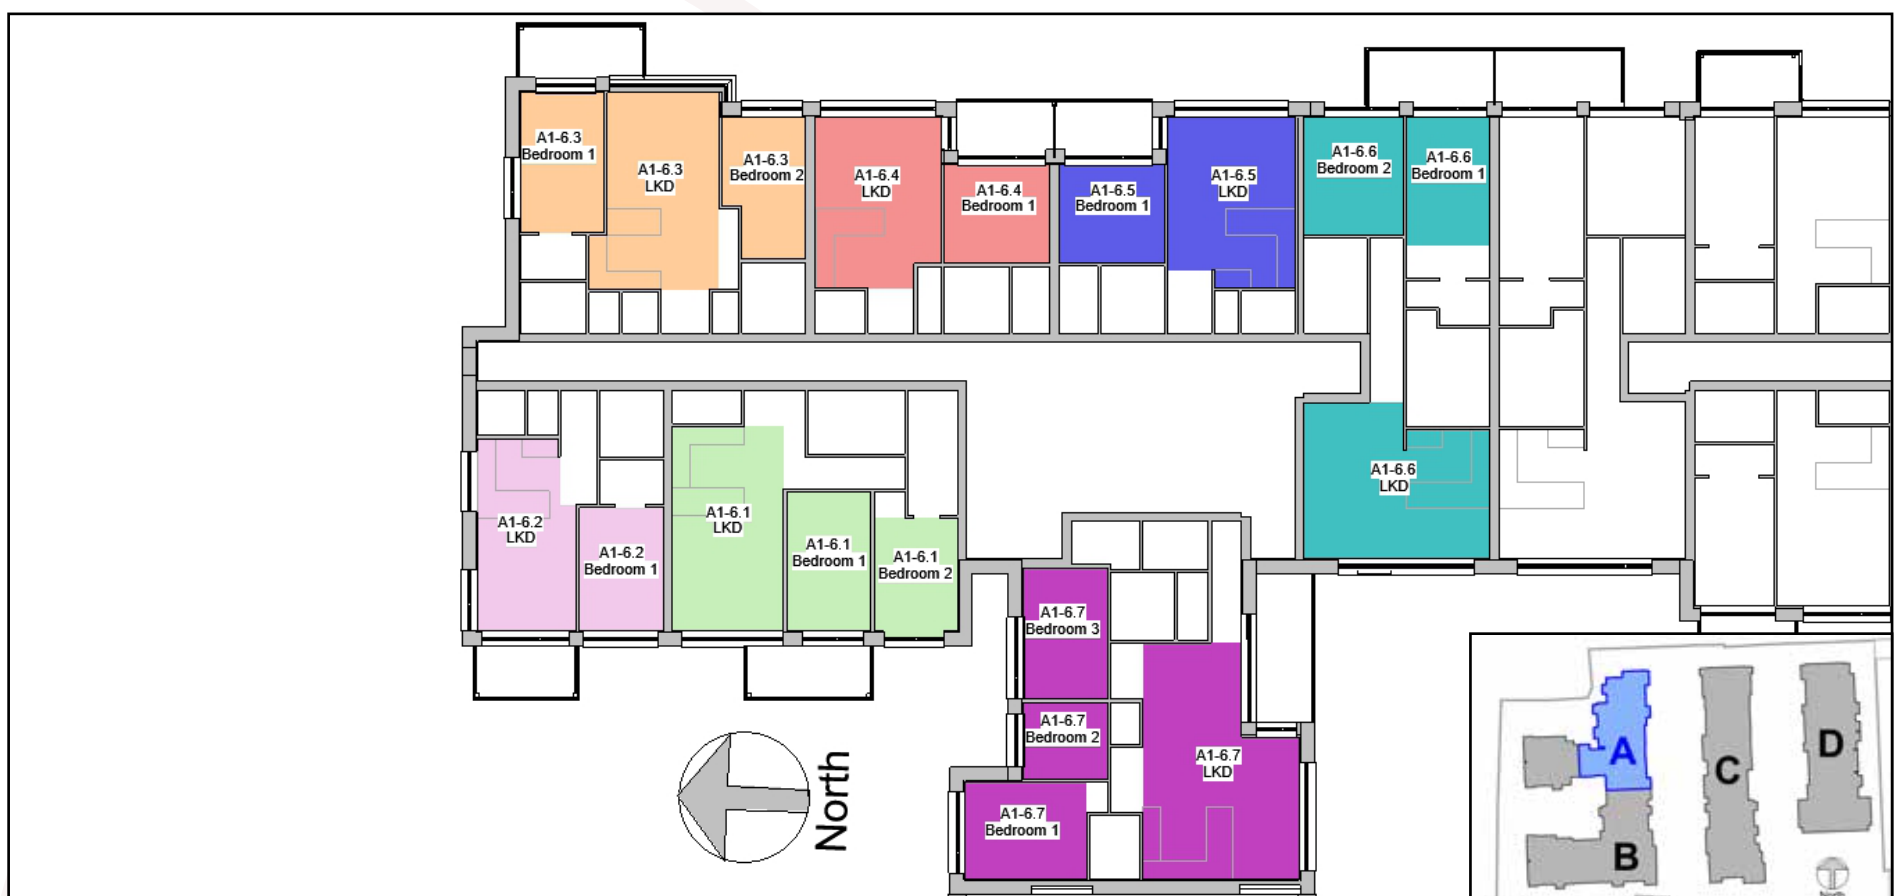 A1-6.3
Bedroom 1
A1-6.3
LKD
A1-6.3
Bedroom 2
A1-6.4
LKD
A1-6.4
Bedroom 1
A1-6.5
Bedroom 1
A1-6.5
LKD
A1-6.6
Bedroom 2
A1-6.6
Bedroom 1
A1-6.2
LKD
A1-6.2
Bedroom 1
A1-6.1
LKD
A1-6.1
Bedroom 1
A1-6.1
Bedroom 2
A1-6.6
LKD
A1-6.7
Bedroom 3
A1-6.7
Bedroom 2
A1-6.7
LKD
A1-6.7
Bedroom 1
North
A
B
C
D